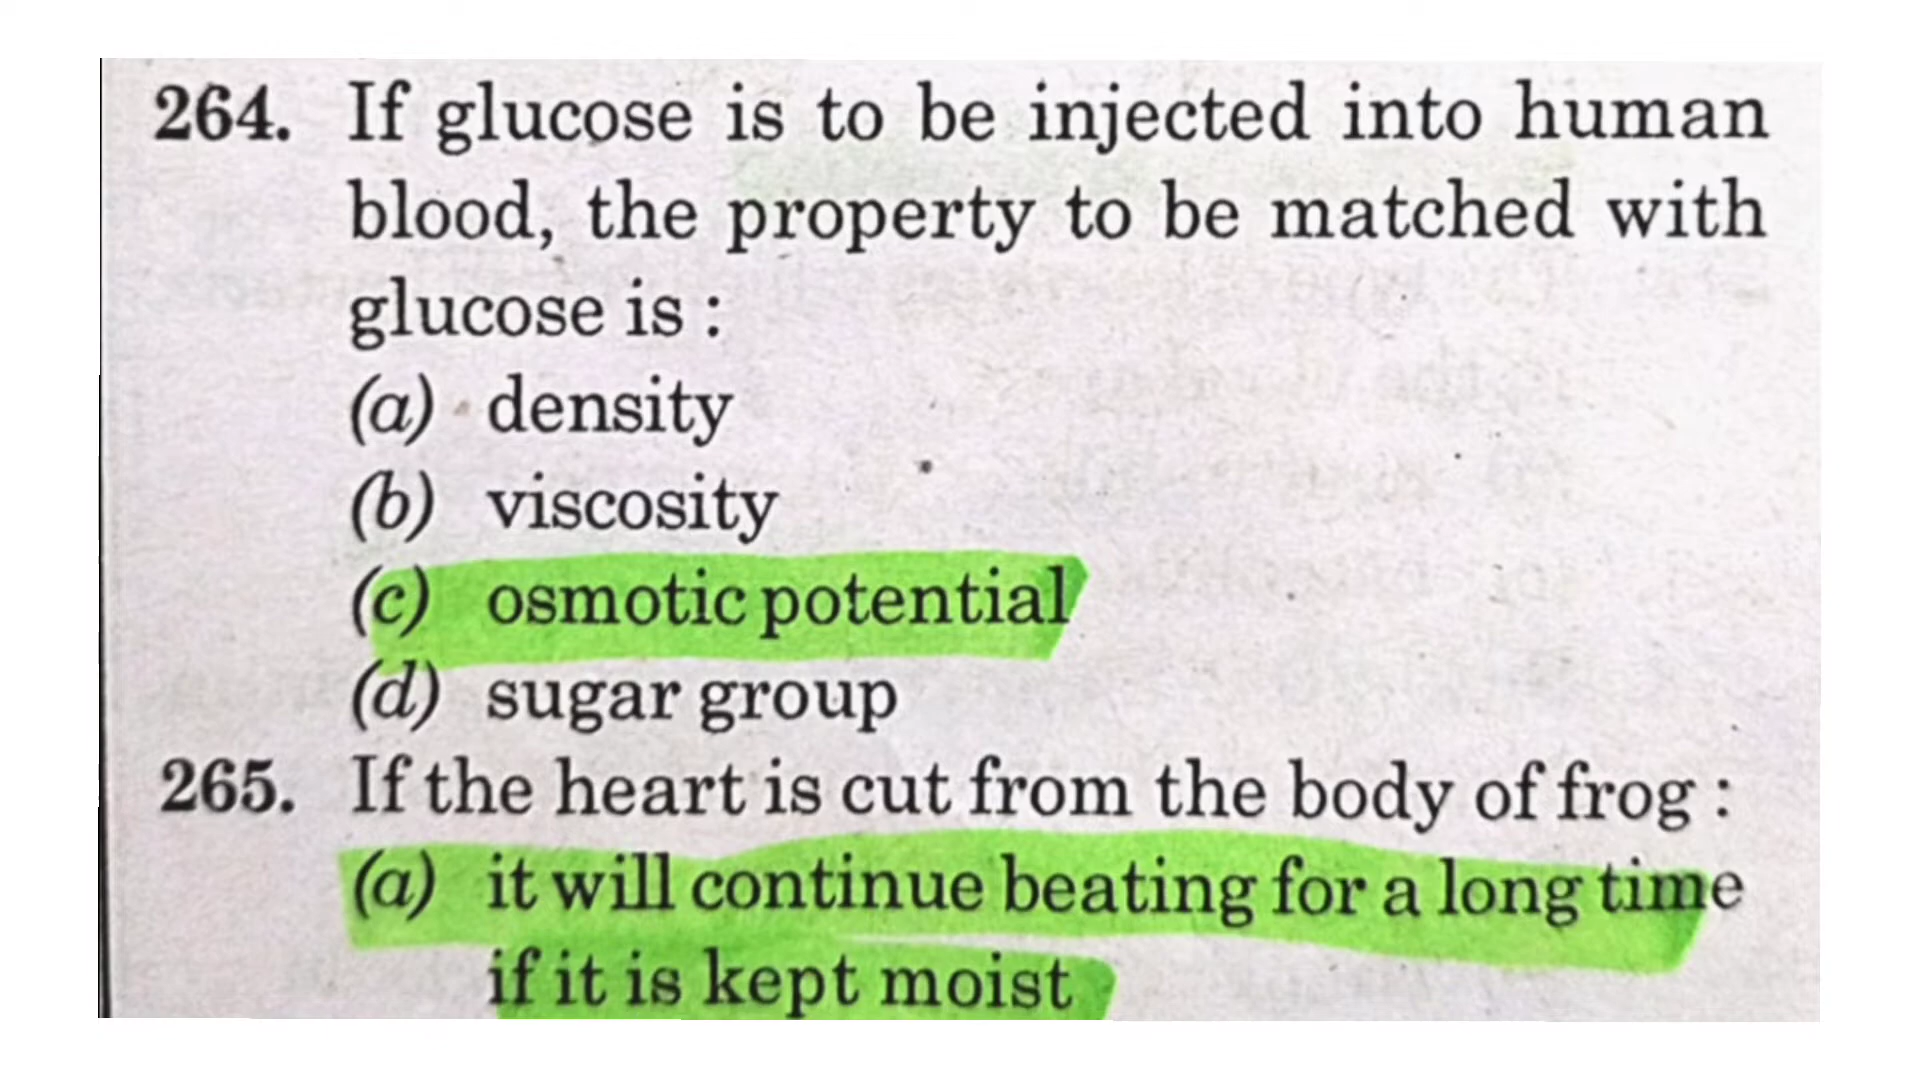 264. If glucose is to be injected into human
blood, the property to be matched with
glucose is :
(a) density
(b) viscosity
(c) osmotic potential
(d) sugar group
265. If the heart is cut from the body of frog :
(a) it will continue beating for a long time
if it is kept moist